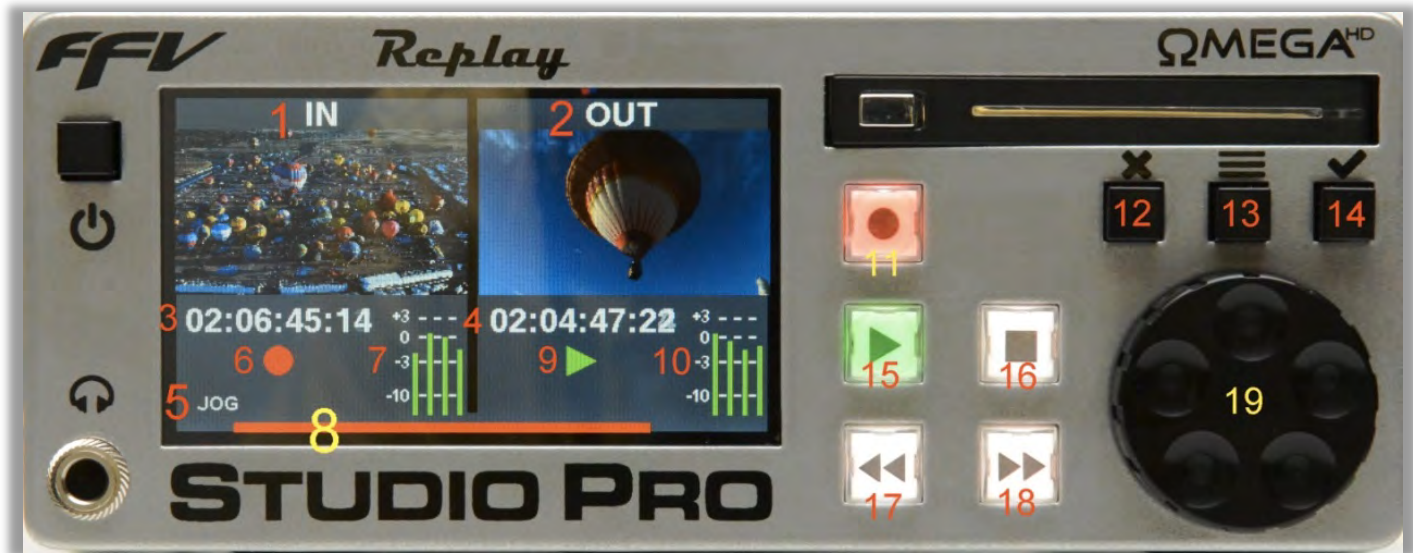 FFV Replay ΩMEGA HD
1 IN 2 OUT
12 13 14
11
3 02:06:45:14 4 02:04:47:22
+3 - - - +3 - - -
0 0
6 7 -3 9 10 -3
-10 -10
15 16
5 JOG
8
19
17 18
STUDIO PRO